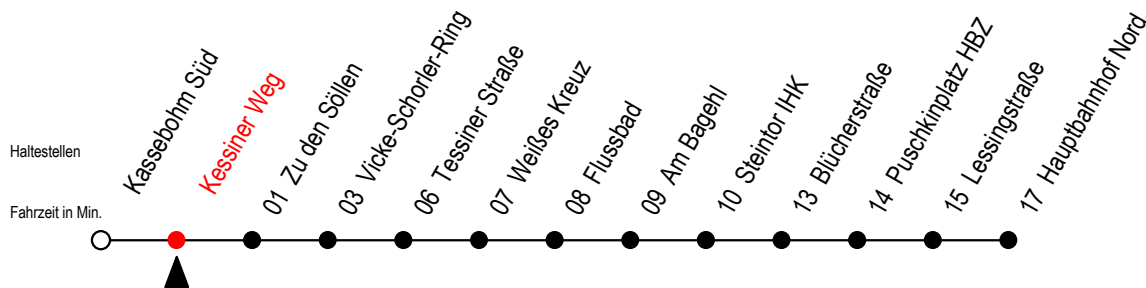 Haltestellen
Fahrzeit in Min.
Kassebohm Süd
Kessiner Weg
01 Zu den Söllen
03 Vicke-Schorler-Ring
06 Tessiner Straße
07 Weißes Kreuz
08 Flussbad
09 Am Bagehl
10 Steintor IHK
13 Blücherstraße
14 Puschkinplatz HBZ
15 Lessingstraße
17 Hauptbahnhof Nord